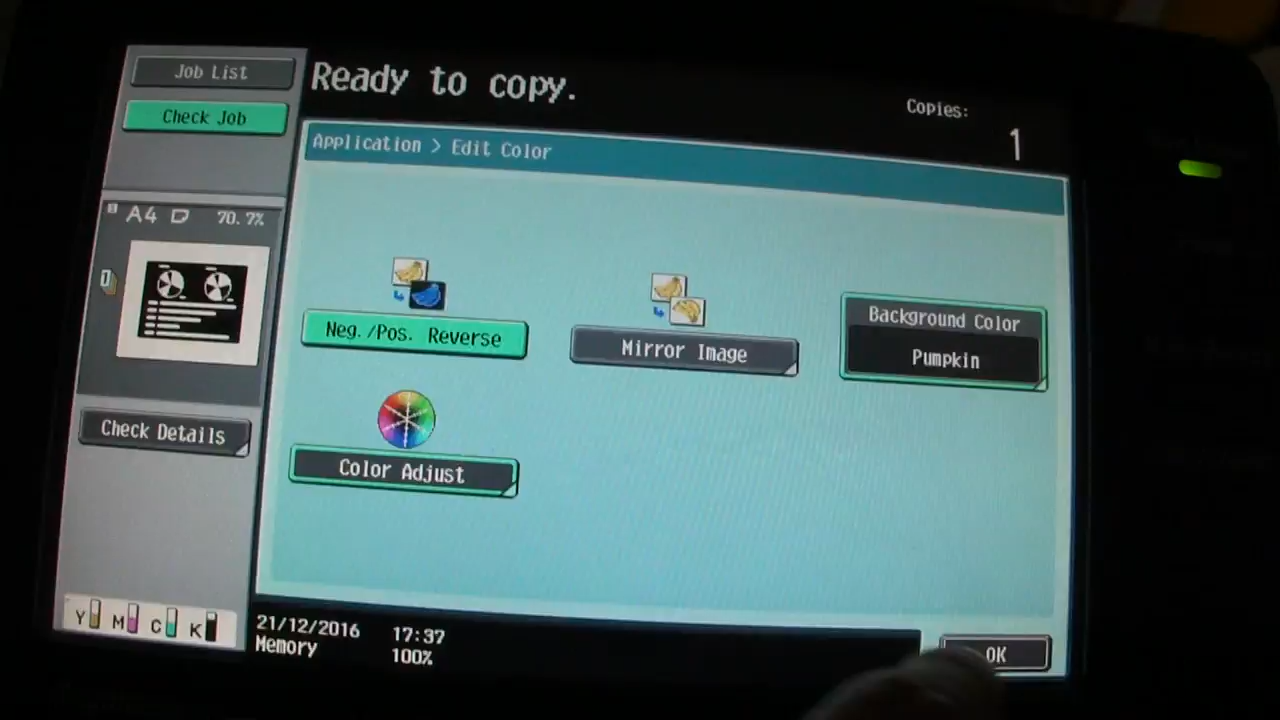 Job List
Check Job
Ready to copy.
Copies:
1
Application > Edit Color
A4 70.7%
1
Neg./Pos. Reverse
Mirror Image
Background Color
Pumpkin
Color Adjust
Check Details
Y M C K
21/12/2016 17:37
Memory 100%
OK